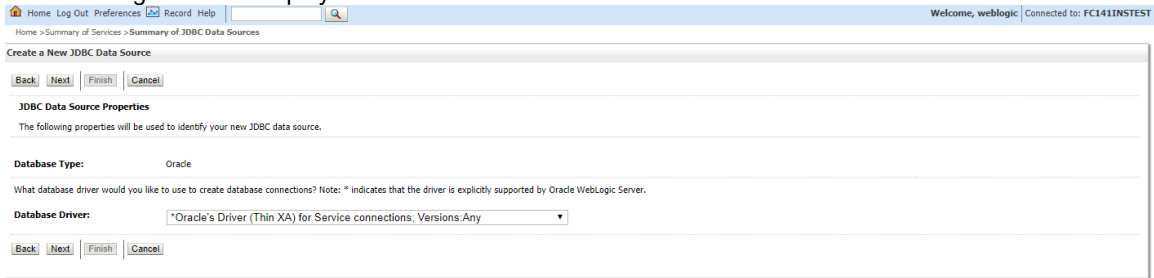 Home Log Out Preferences Record Help
Welcome, weblogic Connected to: FC141INSTEST
Home >Summary of Services >Summary of JDBC Data Sources
Create a New JDBC Data Source
Back Next Finish Cancel
JDBC Data Source Properties
The following properties will be used to identify your new JDBC data source.
Database Type: Oracle
What database driver would you like to use to create database connections? Note: * indicates that the driver is explicitly supported by Oracle WebLogic Server.
Database Driver: *Oracle's Driver (Thin XA) for Service connections; Versions:Any
Back Next Finish Cancel